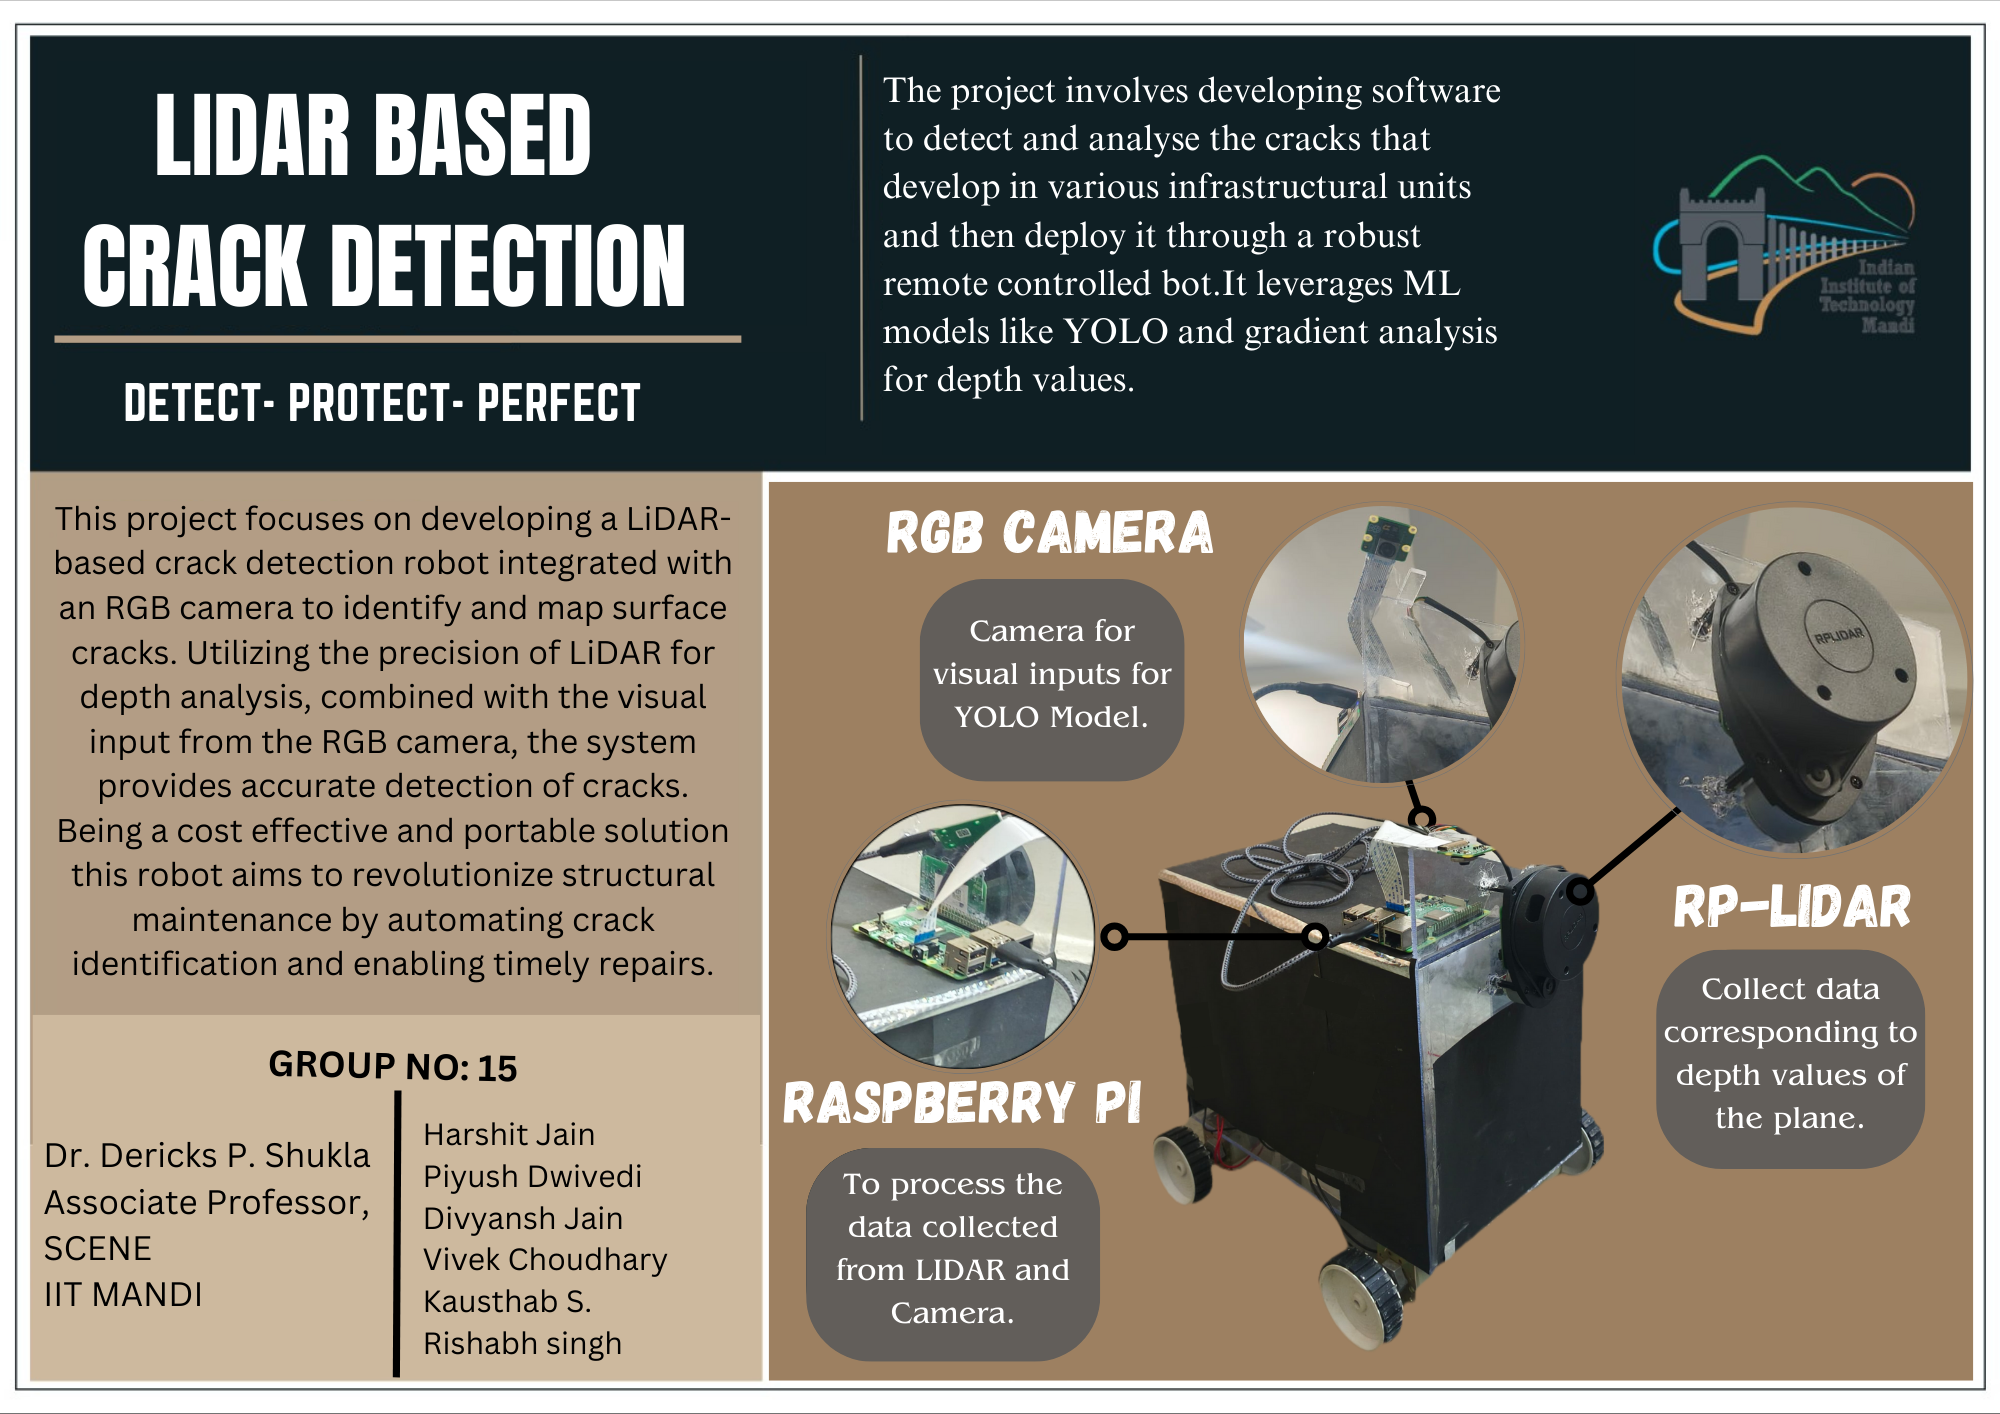 LIDAR BASED
CRACK DETECTION
DETECT- PROTECT- PERFECT
The project involves developing software
to detect and analyse the cracks that
develop in various infrastructural units
and then deploy it through a robust
remote controlled bot.It leverages ML
models like YOLO and gradient analysis
for depth values.
Indian
Institute of
Technology
Mandi
This project focuses on developing a LiDAR-
based crack detection robot integrated with
an RGB camera to identify and map surface
cracks. Utilizing the precision of LiDAR for
depth analysis, combined with the visual
input from the RGB camera, the system
provides accurate detection of cracks.
Being a cost effective and portable solution
this robot aims to revolutionize structural
maintenance by automating crack
identification and enabling timely repairs.
GROUP NO: 15
Dr. Dericks P. Shukla
Associate Professor,
SCENE
IIT MANDI
Harshit Jain
Piyush Dwivedi
Divyansh Jain
Vivek Choudhary
Kausthab S.
Rishabh singh
RGB CAMERA
Camera for
visual inputs for
YOLO Model.
RPLIDAR
RP-LIDAR
Collect data
corresponding to
depth values of
the plane.
RASPBERRY PI
To process the
data collected
from LIDAR and
Camera.